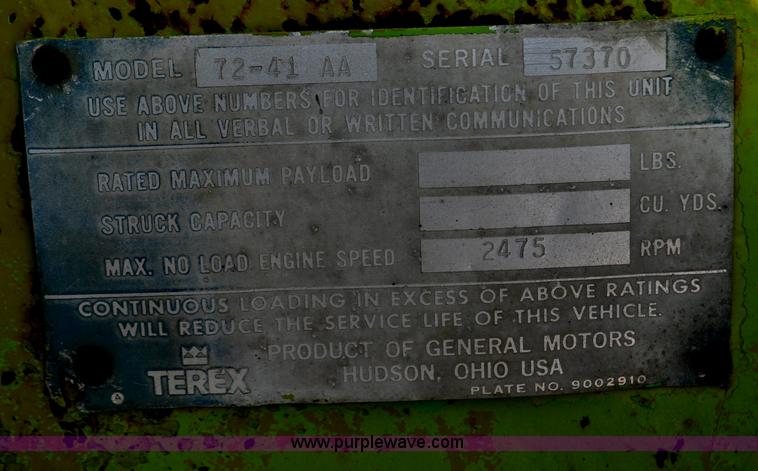 MODEL 72-41 AA SERIAL 57370
USE ABOVE NUMBERS FOR IDENTIFICATION OF THIS UNIT
IN ALL VERBAL OR WRITTEN COMMUNICATIONS
RATED MAXIMUM PAYLOAD LBS.
STRUCK CAPACITY CU. YDS.
MAX. NO LOAD ENGINE SPEED 2475 RPM
CONTINUOUS LOADING IN EXCESS OF ABOVE RATINGS
WILL REDUCE THE SERVICE LIFE OF THIS VEHICLE.
TEREX PRODUCT OF GENERAL MOTORS
HUDSON, OHIO USA
PLATE NO. 9002910
www.purplewave.com